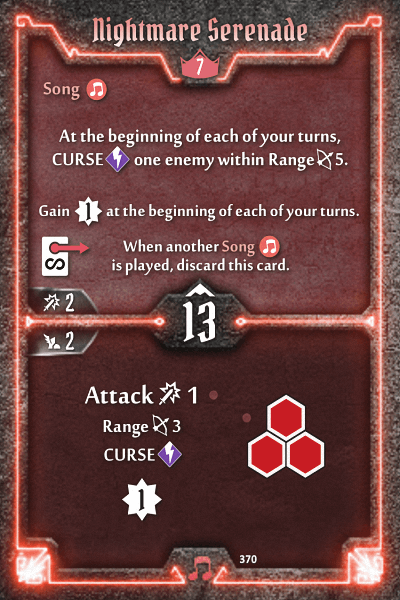 Nightmare Serenade
7
Song
At the beginning of each of your turns,
CURSE one enemy within Range 5.
Gain 1 at the beginning of each of your turns.
When another Song
is played, discard this card.
2
13
2
Attack 1
Range 3
CURSE
1
370